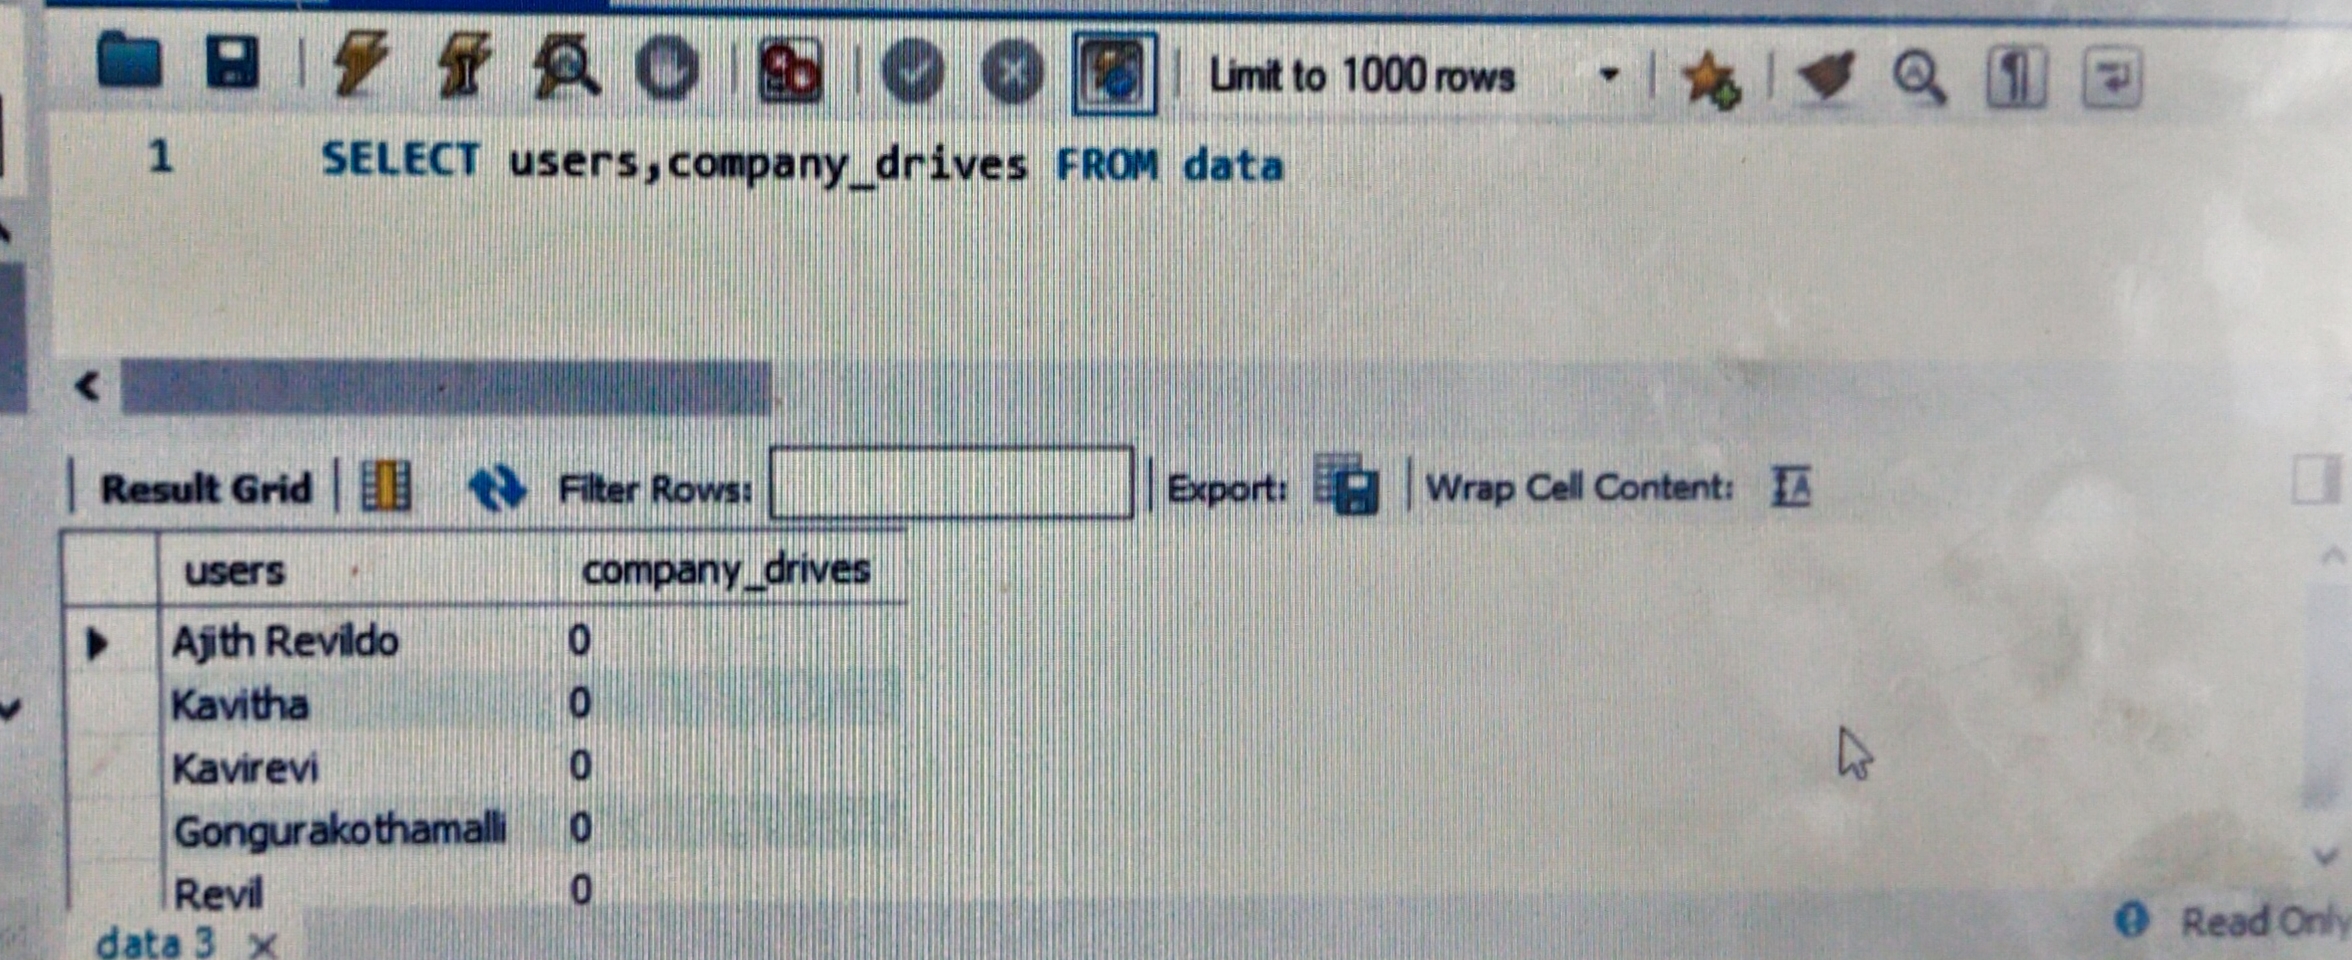 Limit to 1000 rows
1 SELECT users,company_drives FROM data
Result Grid Filter Rows: Export: Wrap Cell Content:
users company_drives
Ajith Revildo 0
Kavitha 0
Kavirevi 0
Gongurakothamalli 0
Revil 0
data 3 Read Only